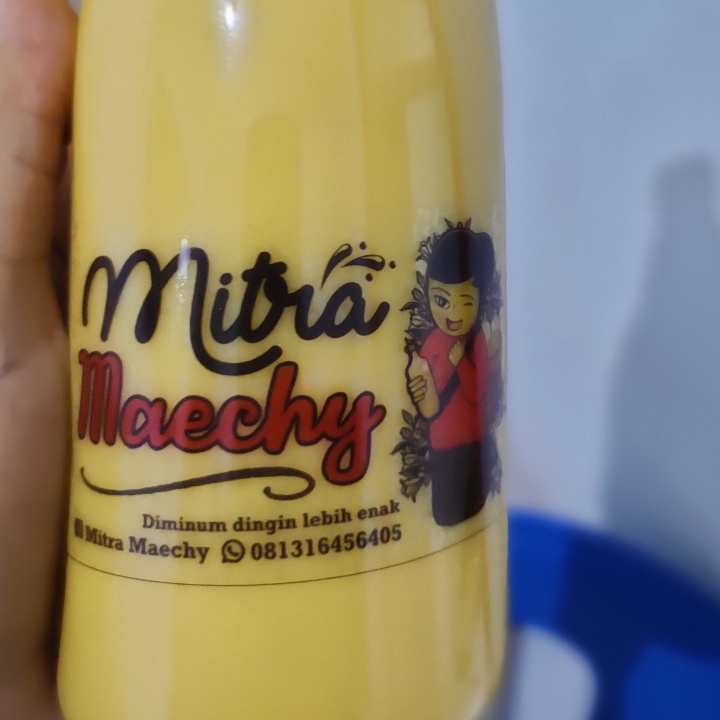 Mitra
Maechy
Diminum dingin lebih enak
Mitra Maechy 081316456405